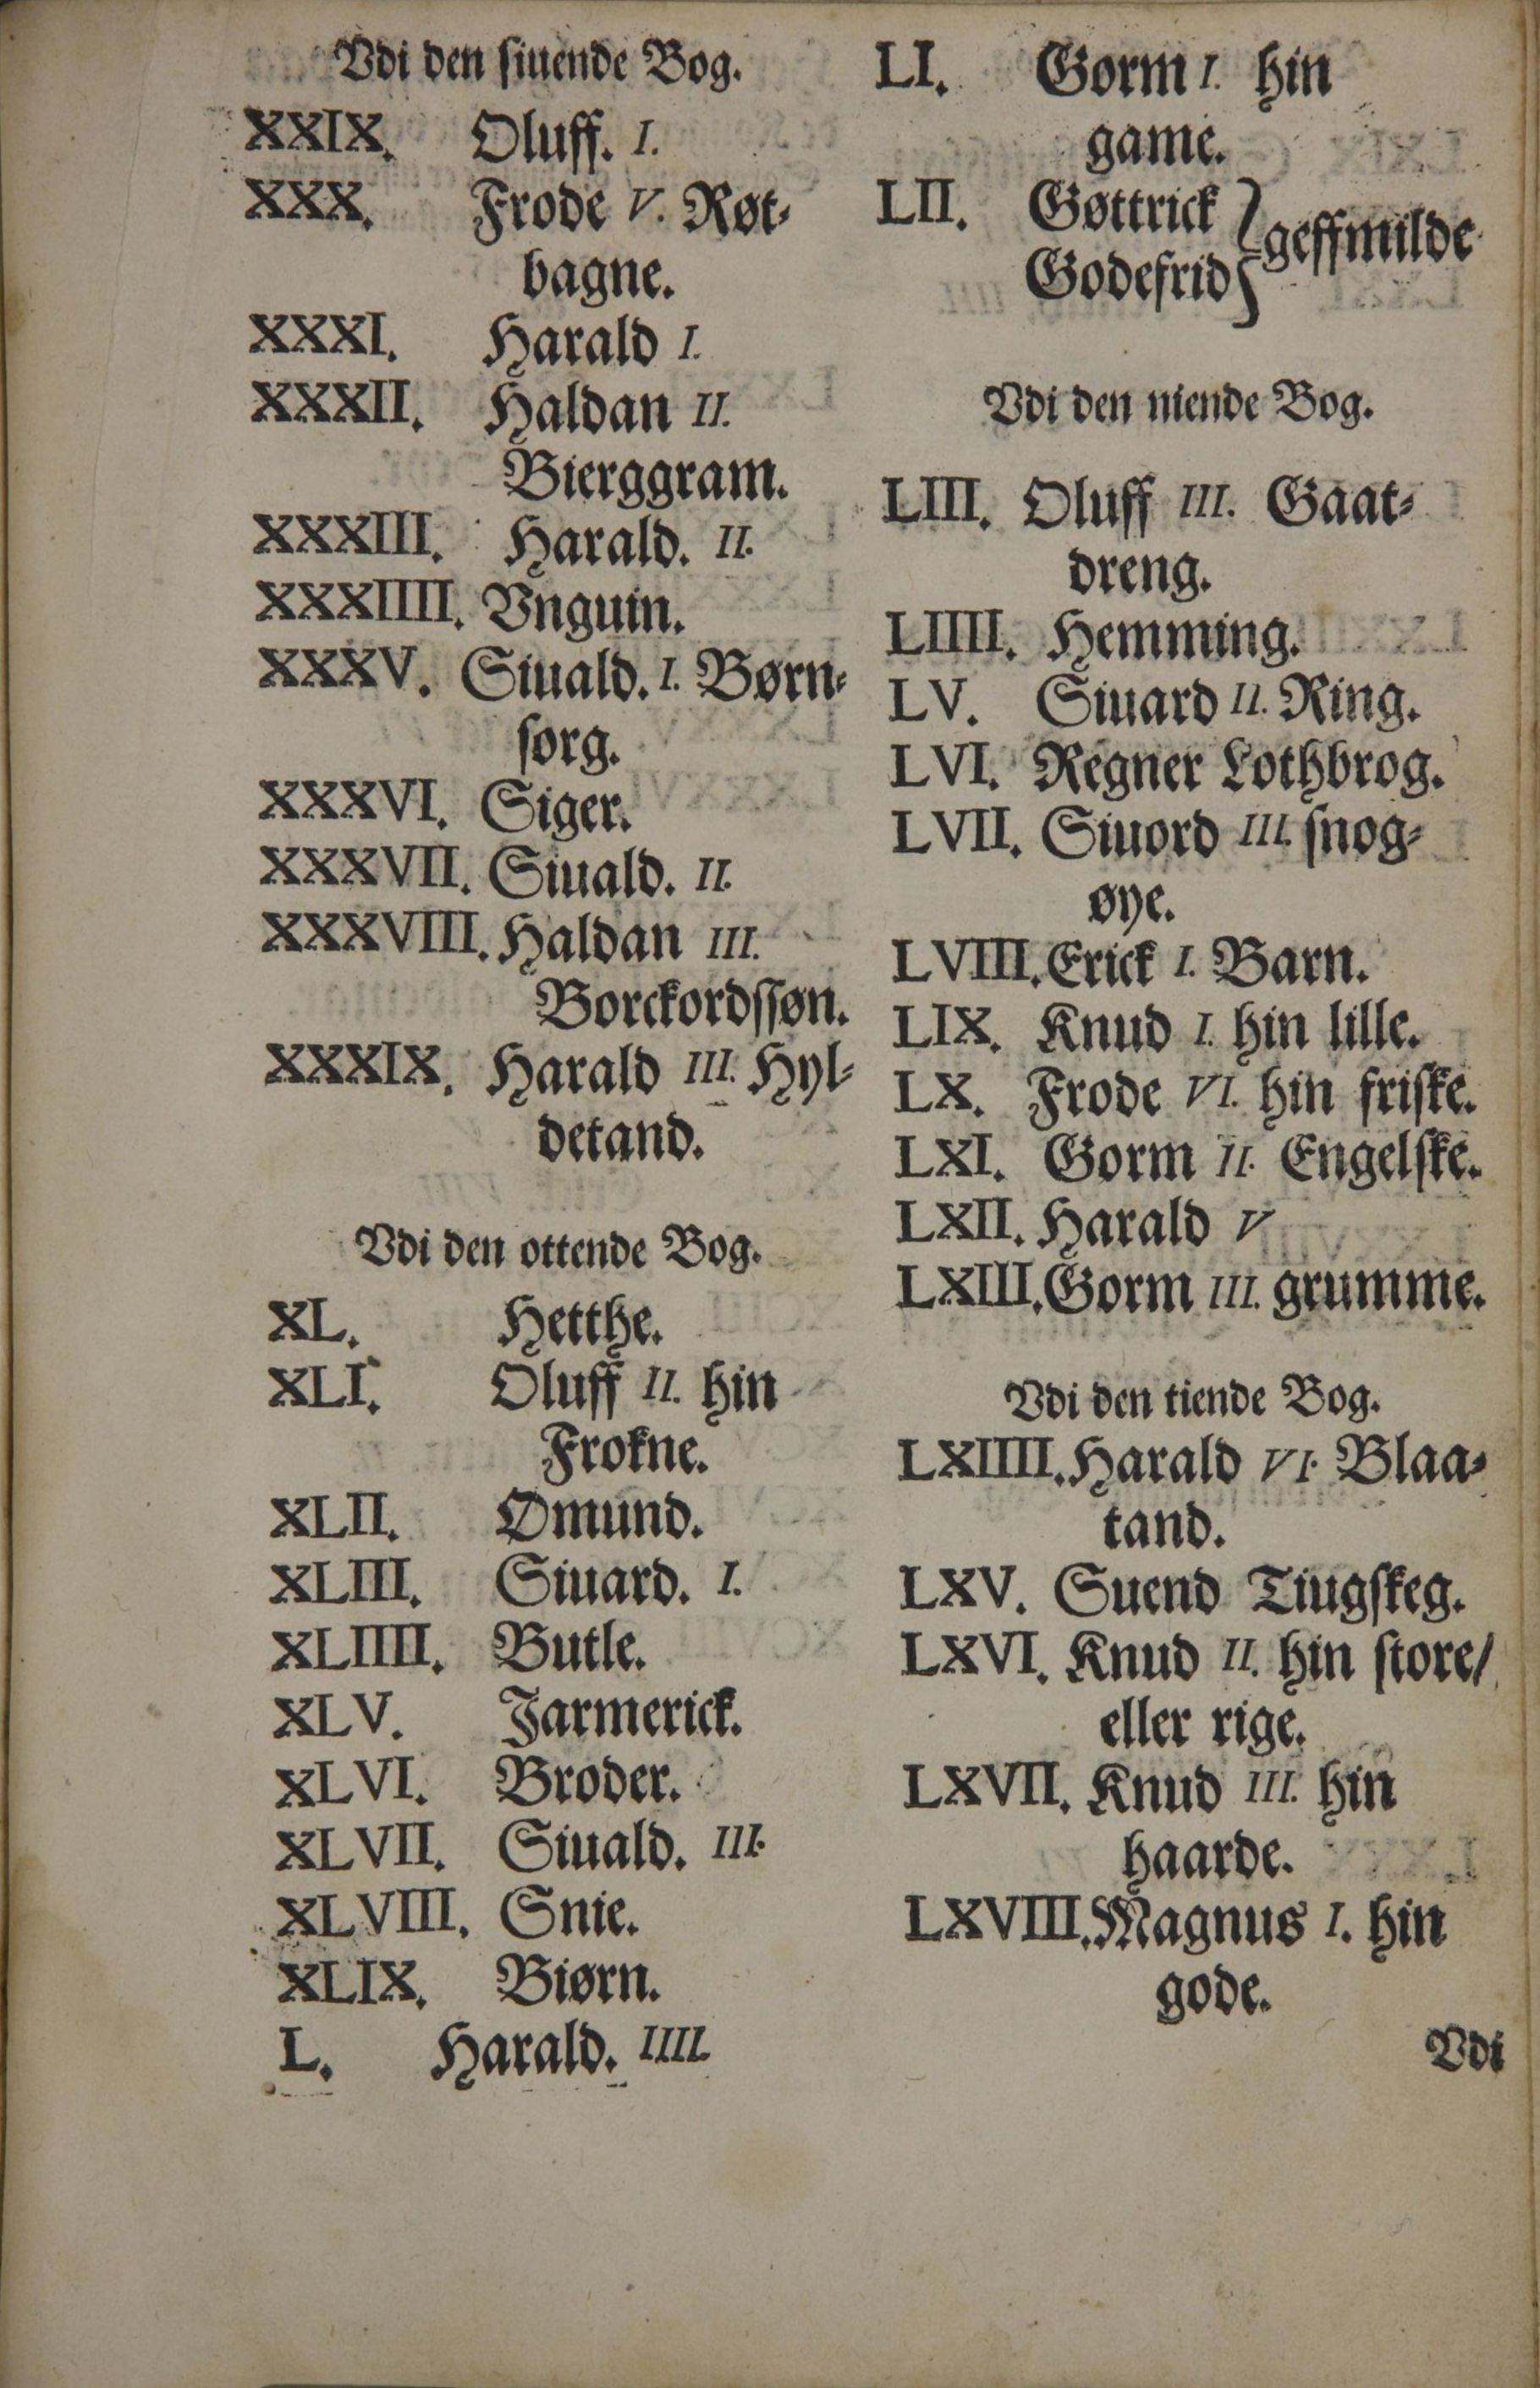 Vdi den ſiuende Bog.
XXIX. Oluff. I.
XXX. Frode V. Røt⸗
bagne.
XXXI. Harald I.
XXXII. Haldan II.
Bierggram.
XXXIII. Harald. II.
XXXIIII. Vnguin.
XXXV. Siuald. I. Børn⸗
ſorg.
XXXVI. Siger.
XXXVII. Siuald. II.
XXXVIII. Haldan III.
Borckordſſøn.
XXXIX. Harald III. Hyl⸗
detand.
Vdi den ottende Bog.
XL. Hetthe.
XLI. Oluff II. hin
Frokne.
XLII. Omund.
XLIII. Siuard. I.
XLIIII. Butle.
XLV. Jarmerick.
XLVI. Broder.
XLVII. Siuald. III.
XLVIII. Snie.
XLIX. Biørn.
L. Harald. IIII.
LI. Gorm I. hin
game.
LII. Gøttrick } geffmilde
Godefrid
Vdi den niende Bog.
LIII. Oluff III. Gaat⸗
dreng.
LIIII. Hemming.
LV. Siuard II. Ring.
LVI. Regner Lothbrog.
LVII. Siuord III. ſnog⸗
øye.
LVIII. Erick I. Barn.
LIX. Knud I. hin lille.
LX. Frode VI. hin friſke.
LXI. Gorm II. Engelſke.
LXII. Harald V
LXIII. Gorm III. grumme.
Vdi den tiende Bog.
LXIIII. Harald VI. Blaa⸗
tand.
LXV. Suend Tiugſkeg.
LXVI. Knud II. hin ſtore/
eller rige.
LXVII. Knud III. hin
haarde.
LXVIII. Magnus I. hin
gode.
Vdi